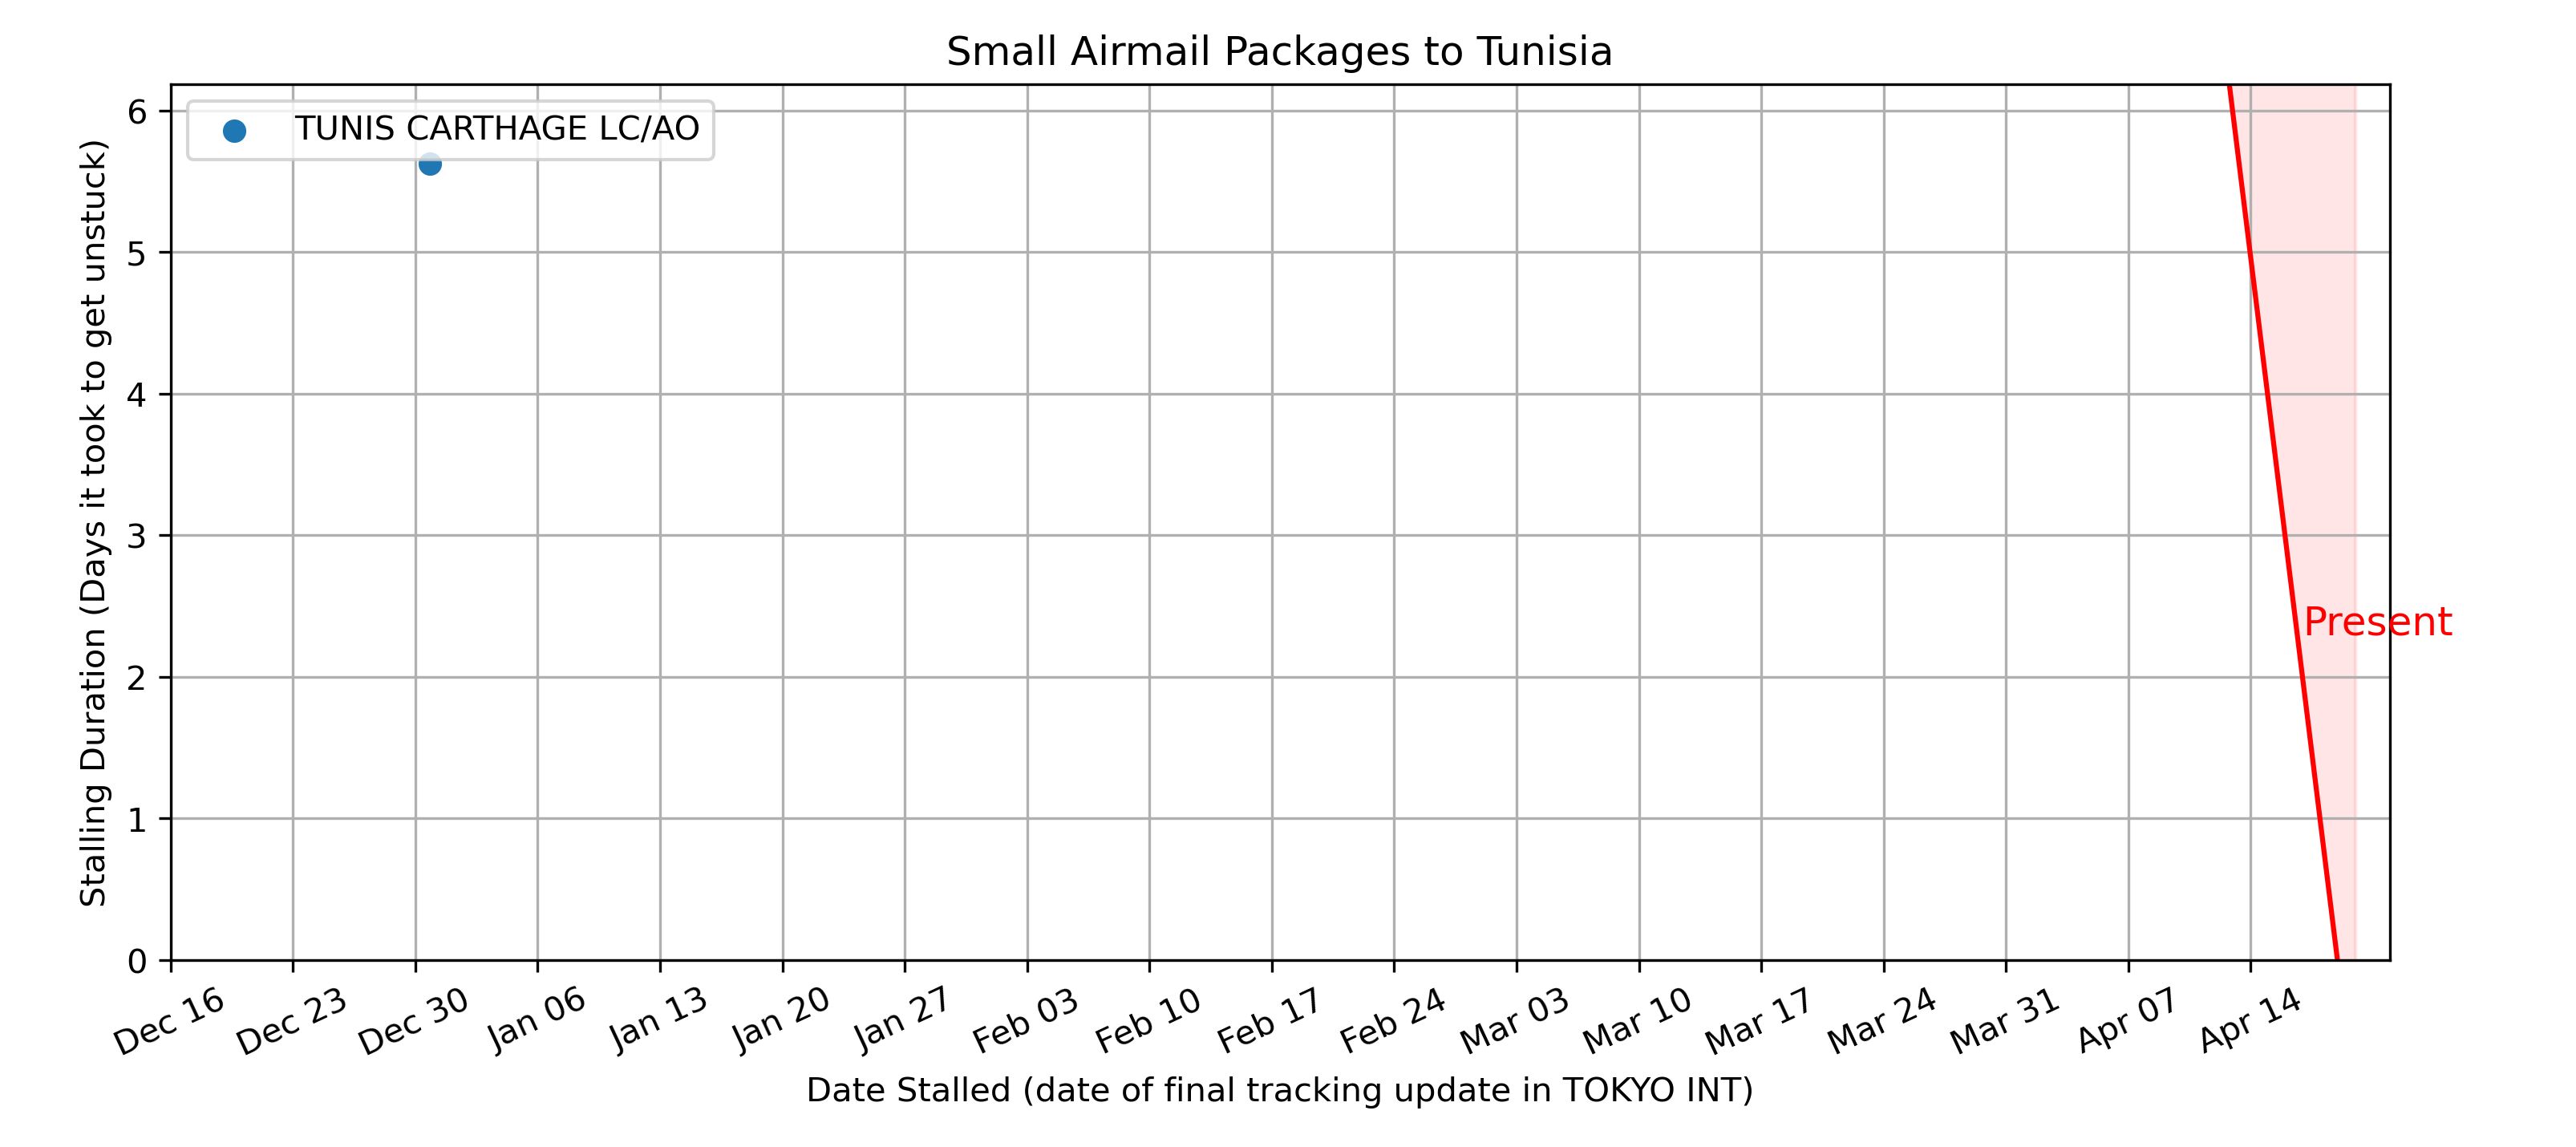 Small Airmail Packages to Tunisia
TUNIS CARTHAGE LC/AO
Stalling Duration (Days it took to get unstuck)
6
5
4
3
2
1
0
Present
Dec 16
Dec 23
Dec 30
Jan 06
Jan 13
Jan 20
Jan 27
Feb 03
Feb 10
Feb 17
Feb 24
Mar 03
Mar 10
Mar 17
Mar 24
Mar 31
Apr 07
Apr 14
Date Stalled (date of final tracking update in TOKYO INT)